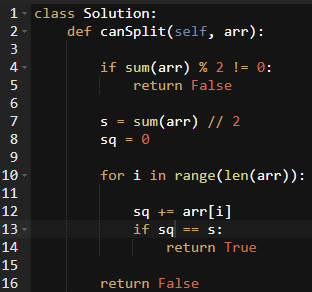 1 class Solution:
2     def canSplit(self, arr):
3
4         if sum(arr) % 2 != 0:
5             return False
6
7         s = sum(arr) // 2
8         sq = 0
9
10         for i in range(len(arr)):
11
12             sq += arr[i]
13             if sq == s:
14                 return True
15
16         return False